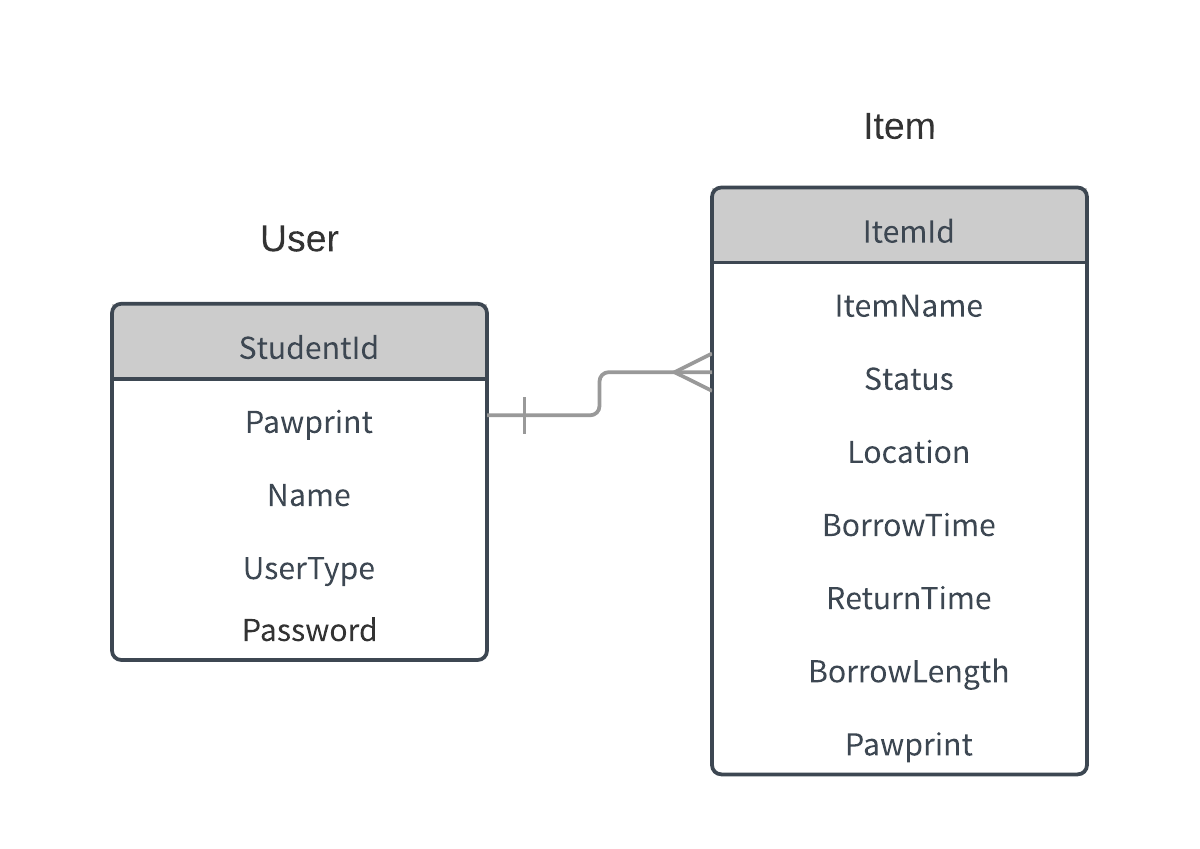 User
StudentId
Pawprint
Name
UserType
Password
Item
ItemId
ItemName
Status
Location
BorrowTime
ReturnTime
BorrowLength
Pawprint